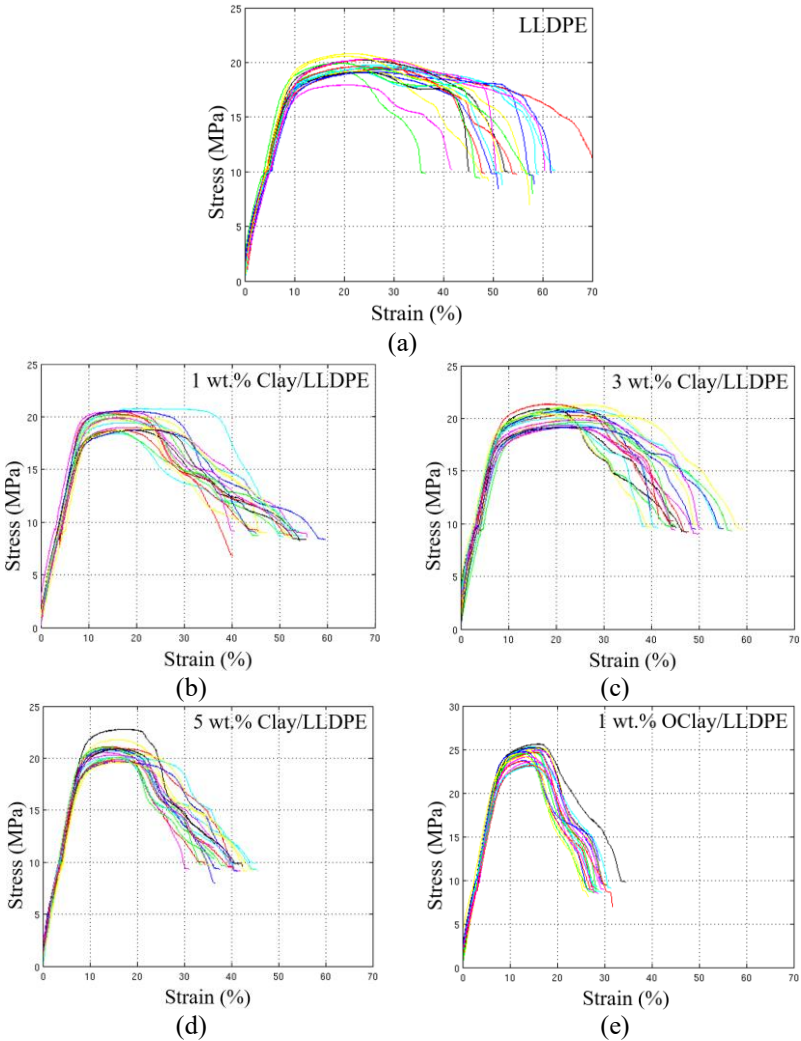 LLDPE
25
20
15
10
5
0
0 10 20 30 40 50 60 70
Stress (MPa)
Strain (%)
(a)
1 wt.% Clay/LLDPE
25
20
15
10
5
0
0 10 20 30 40 50 60 70
Stress (MPa)
Strain (%)
(b)
3 wt.% Clay/LLDPE
25
20
15
10
5
0
0 10 20 30 40 50 60 70
Stress (MPa)
Strain (%)
(c)
5 wt.% Clay/LLDPE
25
20
15
10
5
0
0 10 20 30 40 50 60 70
Stress (MPa)
Strain (%)
(d)
1 wt.% OClay/LLDPE
30
25
20
15
10
5
0
0 10 20 30 40 50 60 70
Stress (MPa)
Strain (%)
(e)